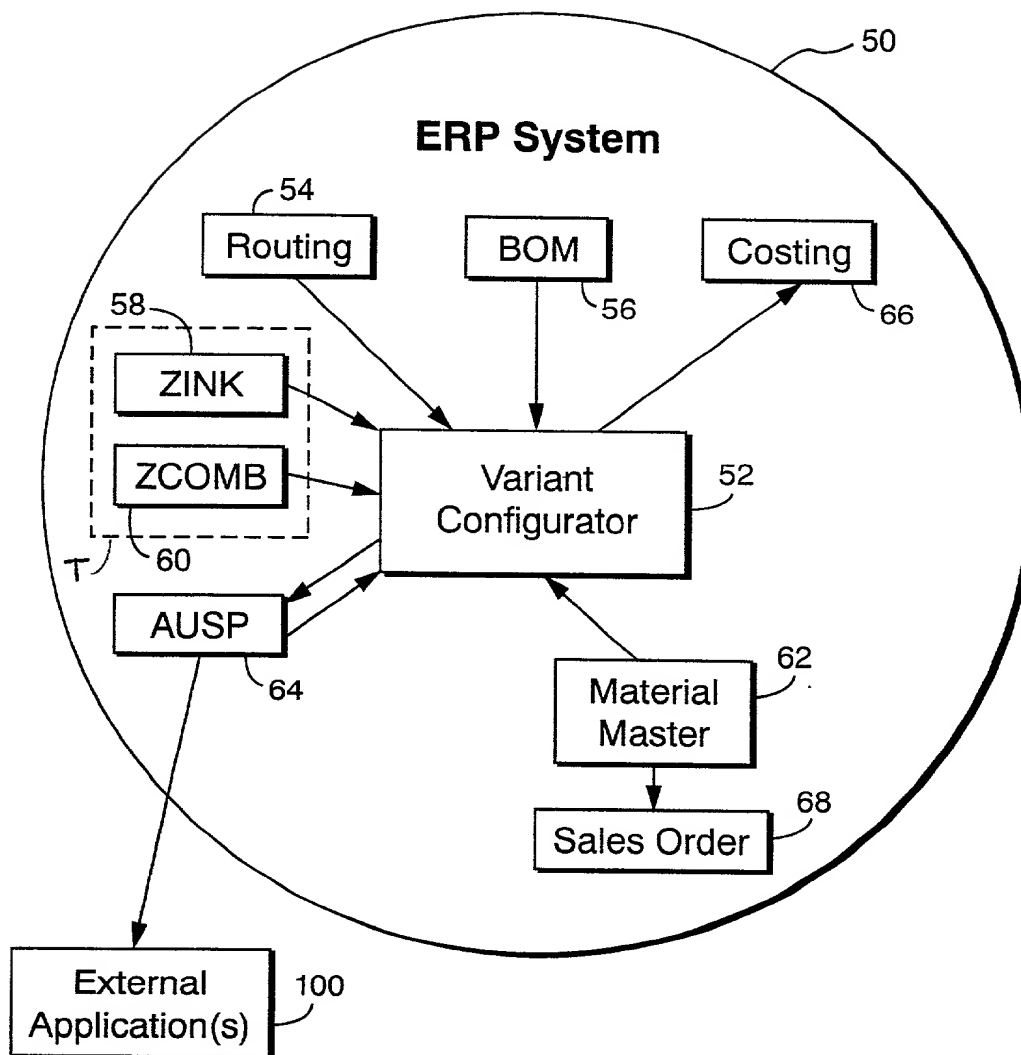 50
ERP System
54
Routing
BOM
56
Costing
66
58
ZINK
ZCOMB
60
T
Variant
Configurator
52
AUSP
64
62
Material
Master
68
Sales Order
External
Application(s)
100